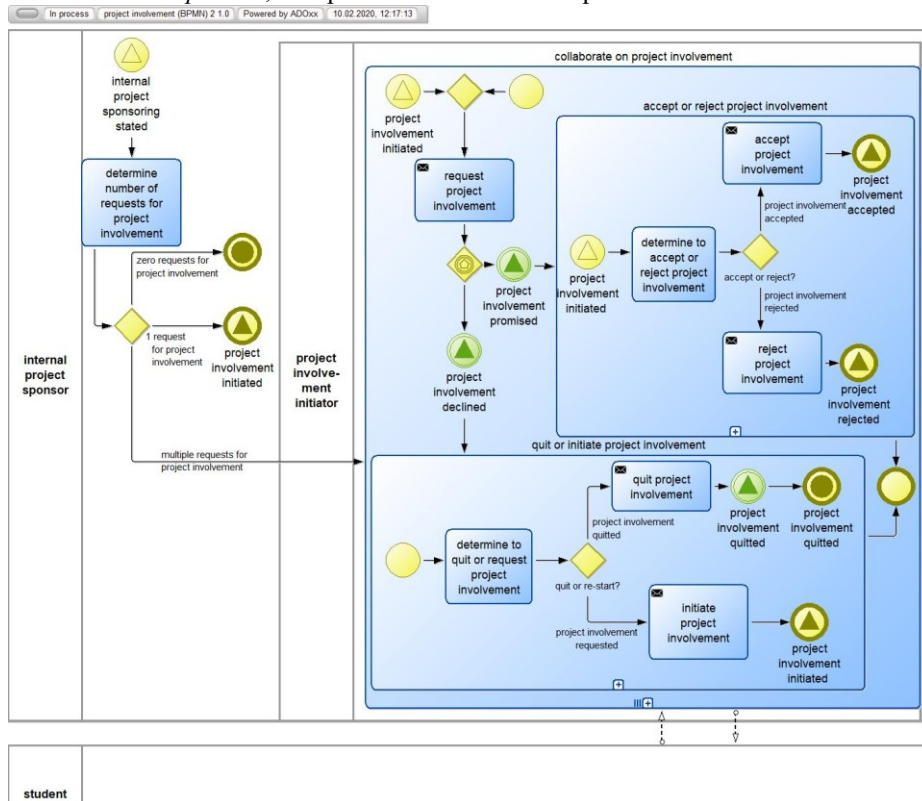 In process project involvement (BPMN) 2 1.0 Powered by ADOxx 10.02.2020, 12:17:13
collaborate on project involvement
internal
project
sponsoring
stated
project
involvement
initiated
accept or reject project involvement
accept
project
involvement
project
involvement
accepted
determine
number of
requests for
project
involvement
request
project
involvement
project involvement
accepted
determine to
accept or
reject project
involvement
accept or reject?
project
involvement
initiated
project
involvement
promised
zero requests for
project involvement
1 request
for project
involvement
project
involvement
initiated
project involvement
rejected
reject
project
involvement
project
involvement
rejected
project
involvement
declined
internal
project
sponsor
project
involve-
ment
initiator
multiple requests for
project involvement
quit or initiate project involvement
quit project
involvement
project
involvement
quitted
project
involvement
quitted
project involvement
quitted
determine to
quit or request
project
involvement
quit or re-start?
project involvement
requested
initiate
project
involvement
project
involvement
initiated
student